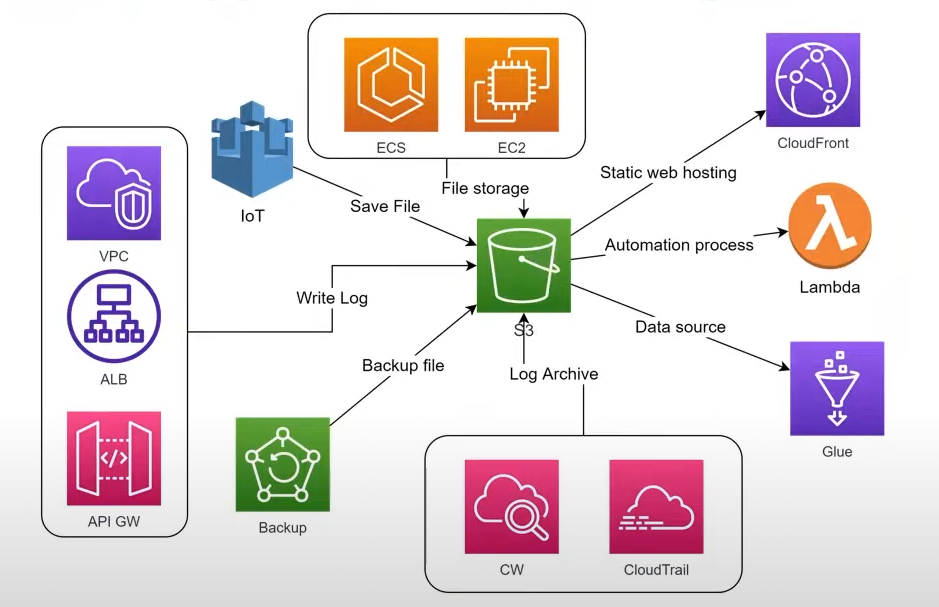 ECS
EC2
CloudFront
File storage
Static web hosting
IoT
Save File
VPC
Automation process
Lambda
Write Log
S3
Data source
ALB
Backup file
Log Archive
Glue
API GW
Backup
CW
CloudTrail